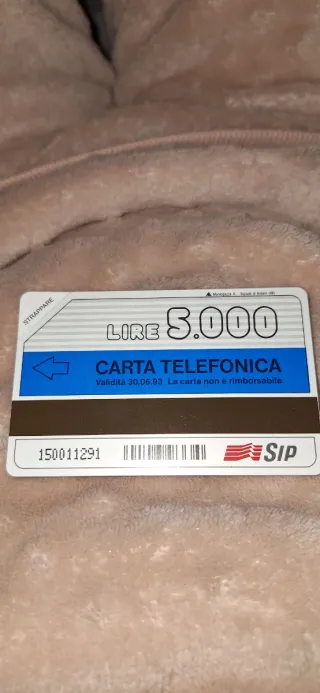 STRAPPARE
LIRE 5.000
CARTA TELEFONICA
Validità 30.06.93 La carta non è rimborsabile.
150011291
SIP